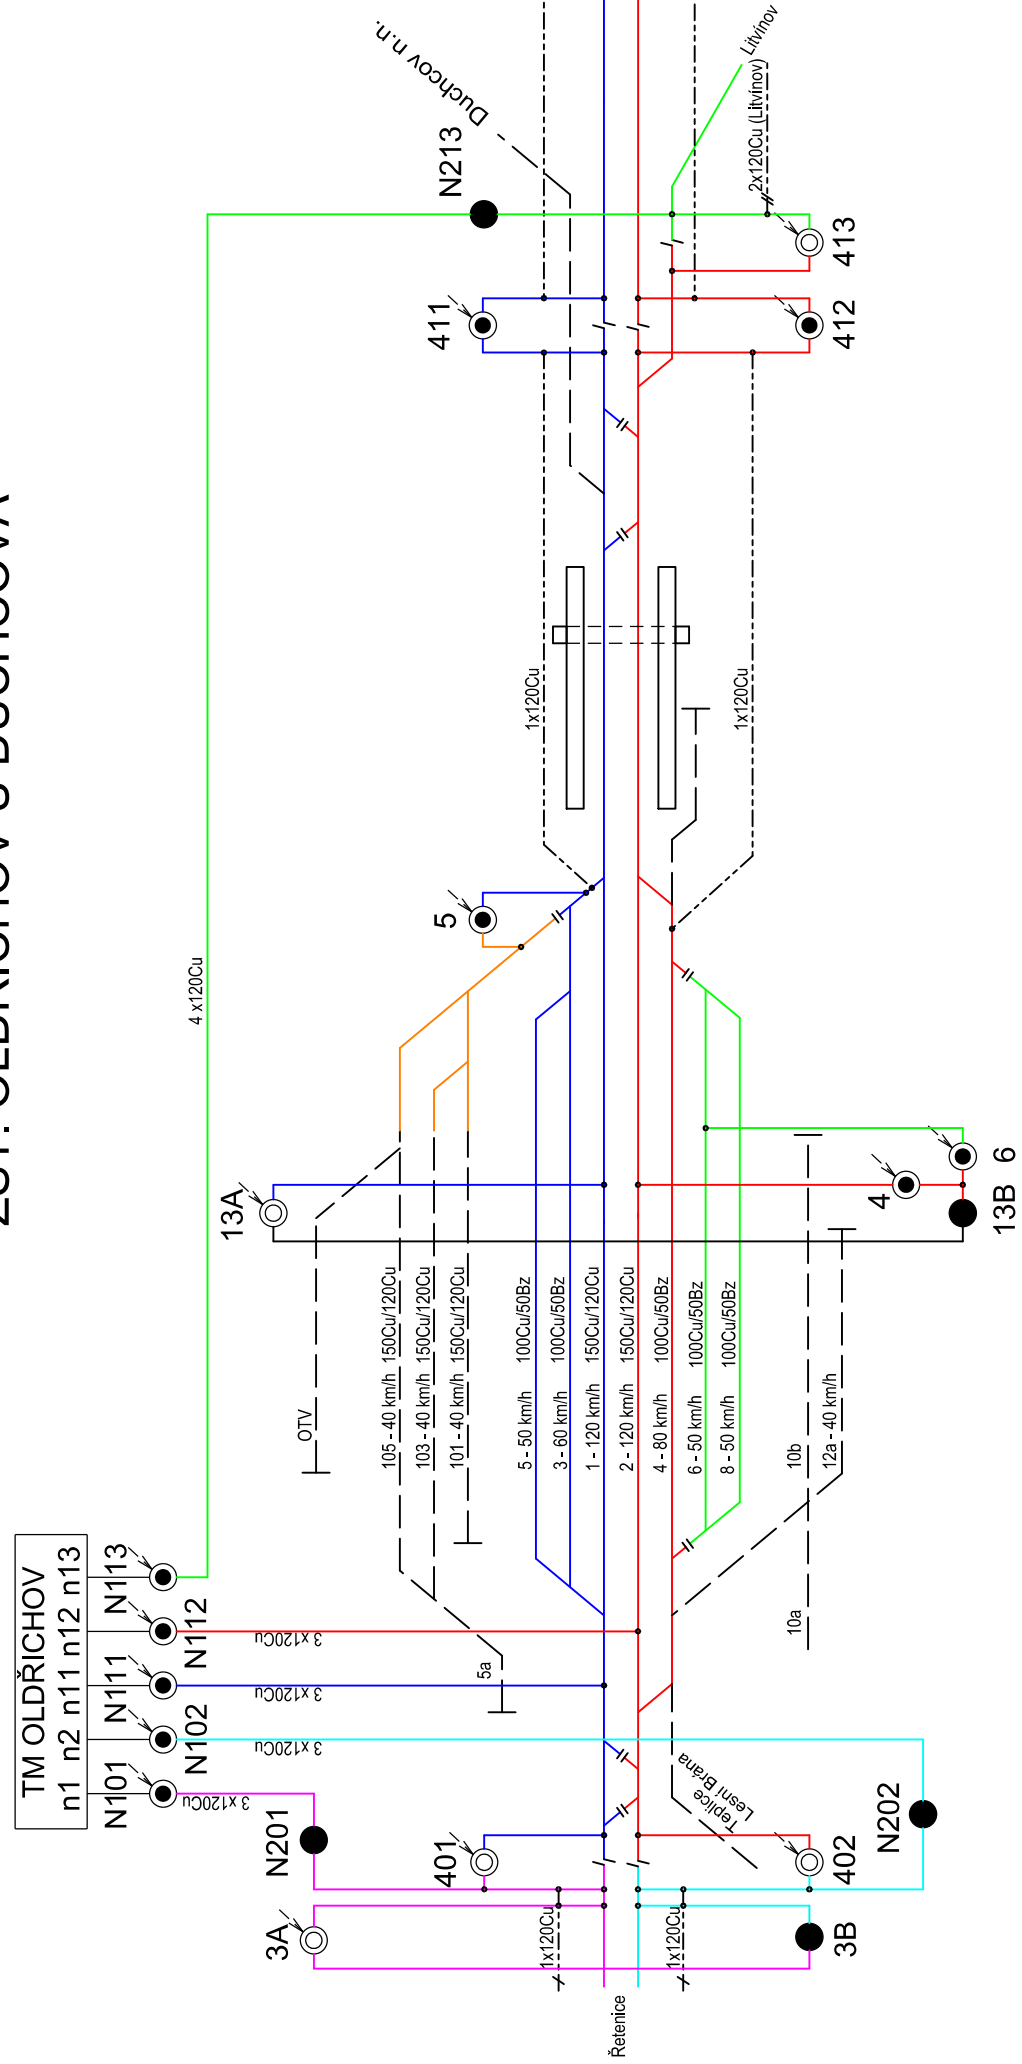 Duchcov n.n.
Litvínov
2x120Cu (Litvínov)
N213
413
411
412
4 x120Cu
1x120Cu
1x120Cu
5
13A
4
6
13B
OTV
105 - 40 km/h 150Cu/120Cu
103 - 40 km/h 150Cu/120Cu
101 - 40 km/h 150Cu/120Cu
5 - 50 km/h 100Cu/50Bz
3 - 60 km/h 100Cu/50Bz
1 - 120 km/h 150Cu/120Cu
2 - 120 km/h 150Cu/120Cu
4 - 80 km/h 100Cu/50Bz
6 - 50 km/h 100Cu/50Bz
8 - 50 km/h 100Cu/50Bz
10b
12a - 40 km/h
10a
5a
TM OLDŘICHOV
n1 n2 n11 n12 n13
N113
N112
N111
N102
N101
3 x120Cu
3 x120Cu
3 x120Cu
3 x120Cu
N201
401
3A
Teplice
Lesní Brána
N202
402
3B
1x120Cu
1x120Cu
Řetenice